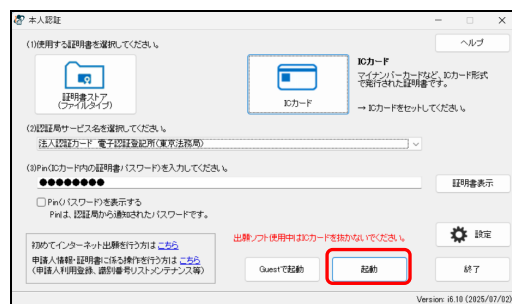 本人認証
(1)使用する証明書を選択してください。
ヘルプ
証明書ストア
(ファイルタイプ)
ICカード
ICカード
マイナンバーカードなど、ICカード形式
で発行された証明書です。
→ ICカードをセットしてください。
(2)認証局サービス名を選択してください。
法人認証カード 電子認証登記所(東京法務局)
(3)Pin(ICカード内の証明書パスワード)を入力してください。
●●●●●●●●
証明書表示
Pin(パスワード)を表示する
Pinは、認証局から通知されたパスワードです。
出願ソフト使用中はICカードを抜かないでください。
設定
初めてインターネット出願を行う方は こちら
申請人情報・証明書に係る操作を行う方は こちら
(申請人利用登録、識別番号リストメンテナンス等)
Guestで起動
起動
終了
Version: i6.10 (2025/07/02)